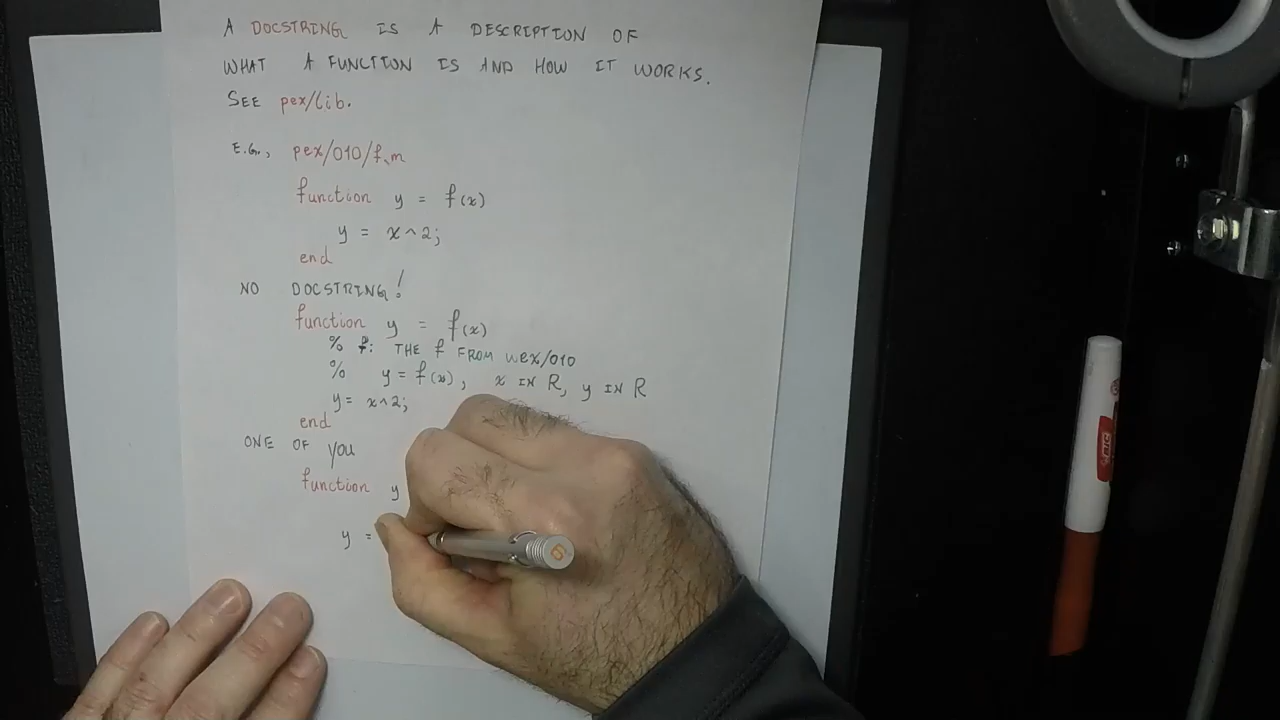 A DOCSTRING IS A DESCRIPTION OF
WHAT A FUNCTION IS AND HOW IT WORKS.
SEE pex/lib.
E.G., pex/010/f.m
function y = f(x)
y = x^2;
end
NO DOCSTRING!
function y = f(x)
% f: THE f FROM wex/010
% y = f(x), x IN R, y IN R
y = x^2;
end
ONE OF YOU
function y
y =
BIC